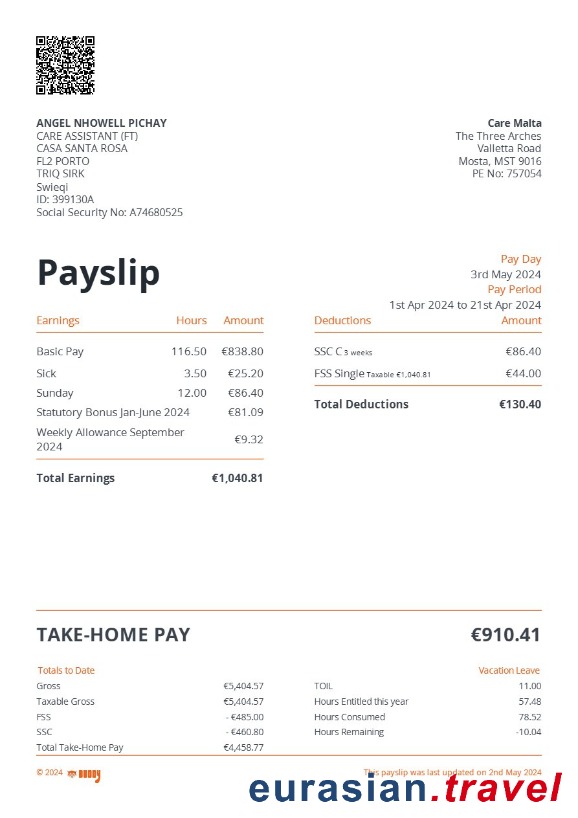 ANGEL NHOWELL PICHAY
CARE ASSISTANT (FT)
CASA SANTA ROSA
FL2 PORTO
TRIQ SIRK
Swieqi
ID: 399130A
Social Security No: A74680525
Care Malta
The Three Arches
Valletta Road
Mosta, MST 9016
PE No: 757054
Payslip
Pay Day
3rd May 2024
Pay Period
1st Apr 2024 to 21st Apr 2024
Earnings Hours Amount
Basic Pay 116.50 €838.80
Sick 3.50 €25.20
Sunday 12.00 €86.40
Statutory Bonus Jan-June 2024 €81.09
Weekly Allowance September
2024 €9.32
Total Earnings €1,040.81
Deductions Amount
SSC C 3 weeks €86.40
FSS Single Taxable €1,040.81 €44.00
Total Deductions €130.40
TAKE-HOME PAY €910.41
Totals to Date
Gross €5,404.57
Taxable Gross €5,404.57
FSS - €485.00
SSC - €460.80
Total Take-Home Pay €4,458.77
Vacation Leave
TOIL 11.00
Hours Entitled this year 57.48
Hours Consumed 78.52
Hours Remaining -10.04
© 2024
This payslip was last updated on 2nd May 2024
eurasian.travel